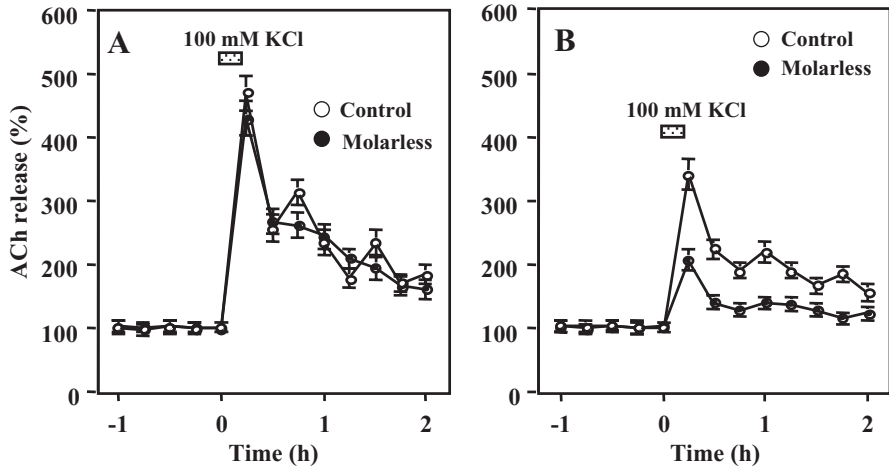 A
100 mM KCl
Control
Molarless
ACh release (%)
600
500
400
300
200
100
0
-1
0
1
2
Time (h)
B
Control
Molarless
100 mM KCl
600
500
400
300
200
100
0
-1
0
1
2
Time (h)